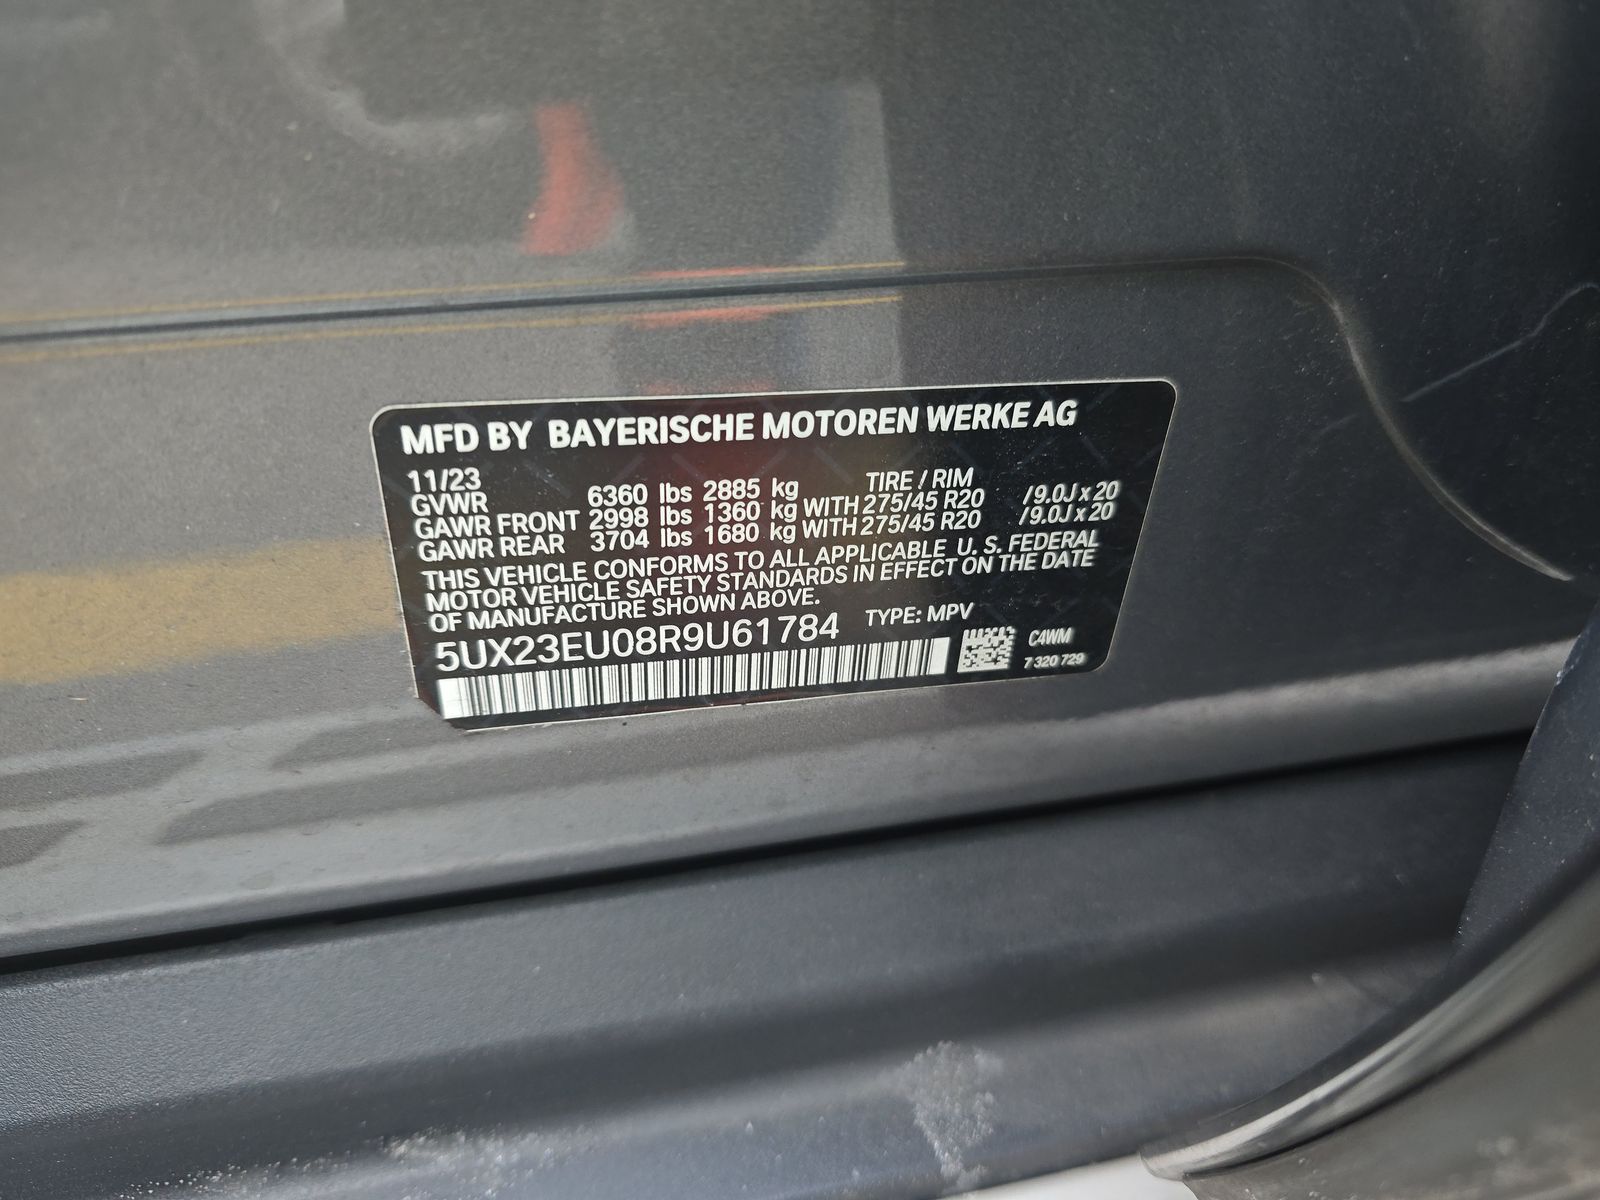 MFD BY BAYERISCHE MOTOREN WERKE AG
11/23 TIRE / RIM
GVWR 6360 lbs 2885 kg
GAWR FRONT 2998 lbs 1360 kg WITH 275/45 R20 / 9.0J x 20
GAWR REAR 3704 lbs 1680 kg WITH 275/45 R20 / 9.0J x 20
THIS VEHICLE CONFORMS TO ALL APPLICABLE U. S. FEDERAL
MOTOR VEHICLE SAFETY STANDARDS IN EFFECT ON THE DATE
OF MANUFACTURE SHOWN ABOVE.
5UX23EU08R9U61784 TYPE: MPV
C4WM
7 320 729